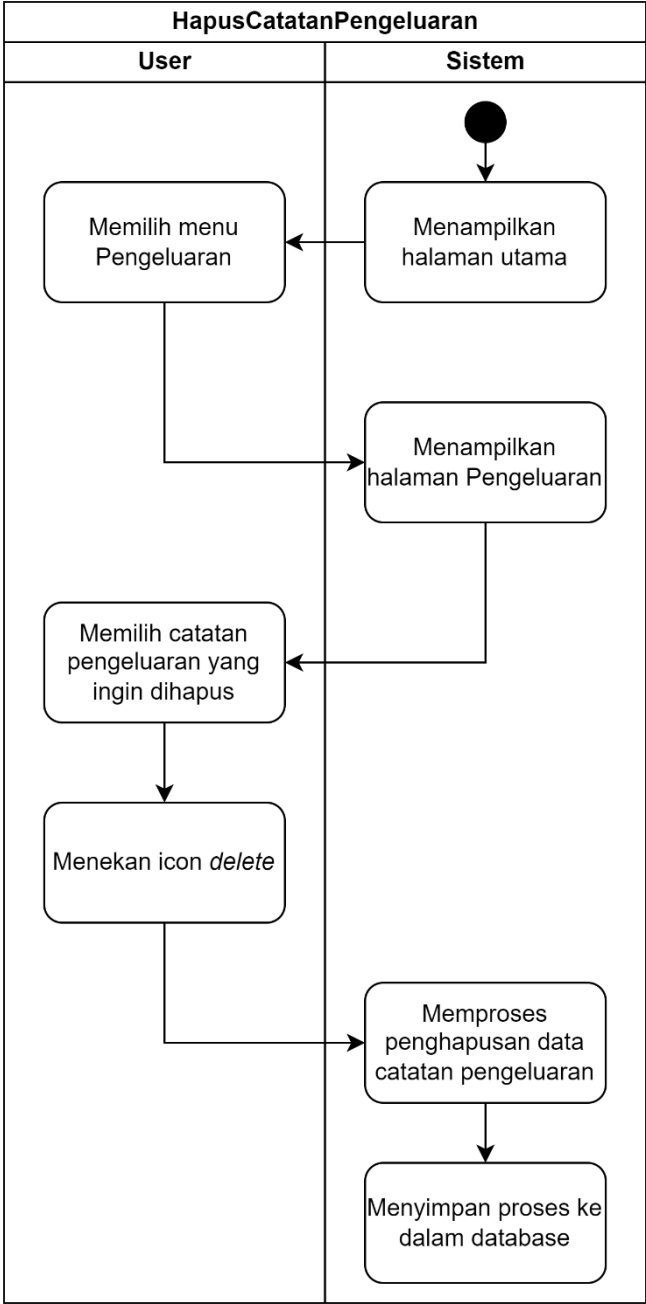 HapusCatatanPengeluaran
User
Sistem
Menampilkan
halaman utama
Memilih menu
Pengeluaran
Menampilkan
halaman Pengeluaran
Memilih catatan
pengeluaran yang
ingin dihapus
Menekan icon delete
Memproses
penghapusan data
catatan pengeluaran
Menyimpan proses ke
dalam database